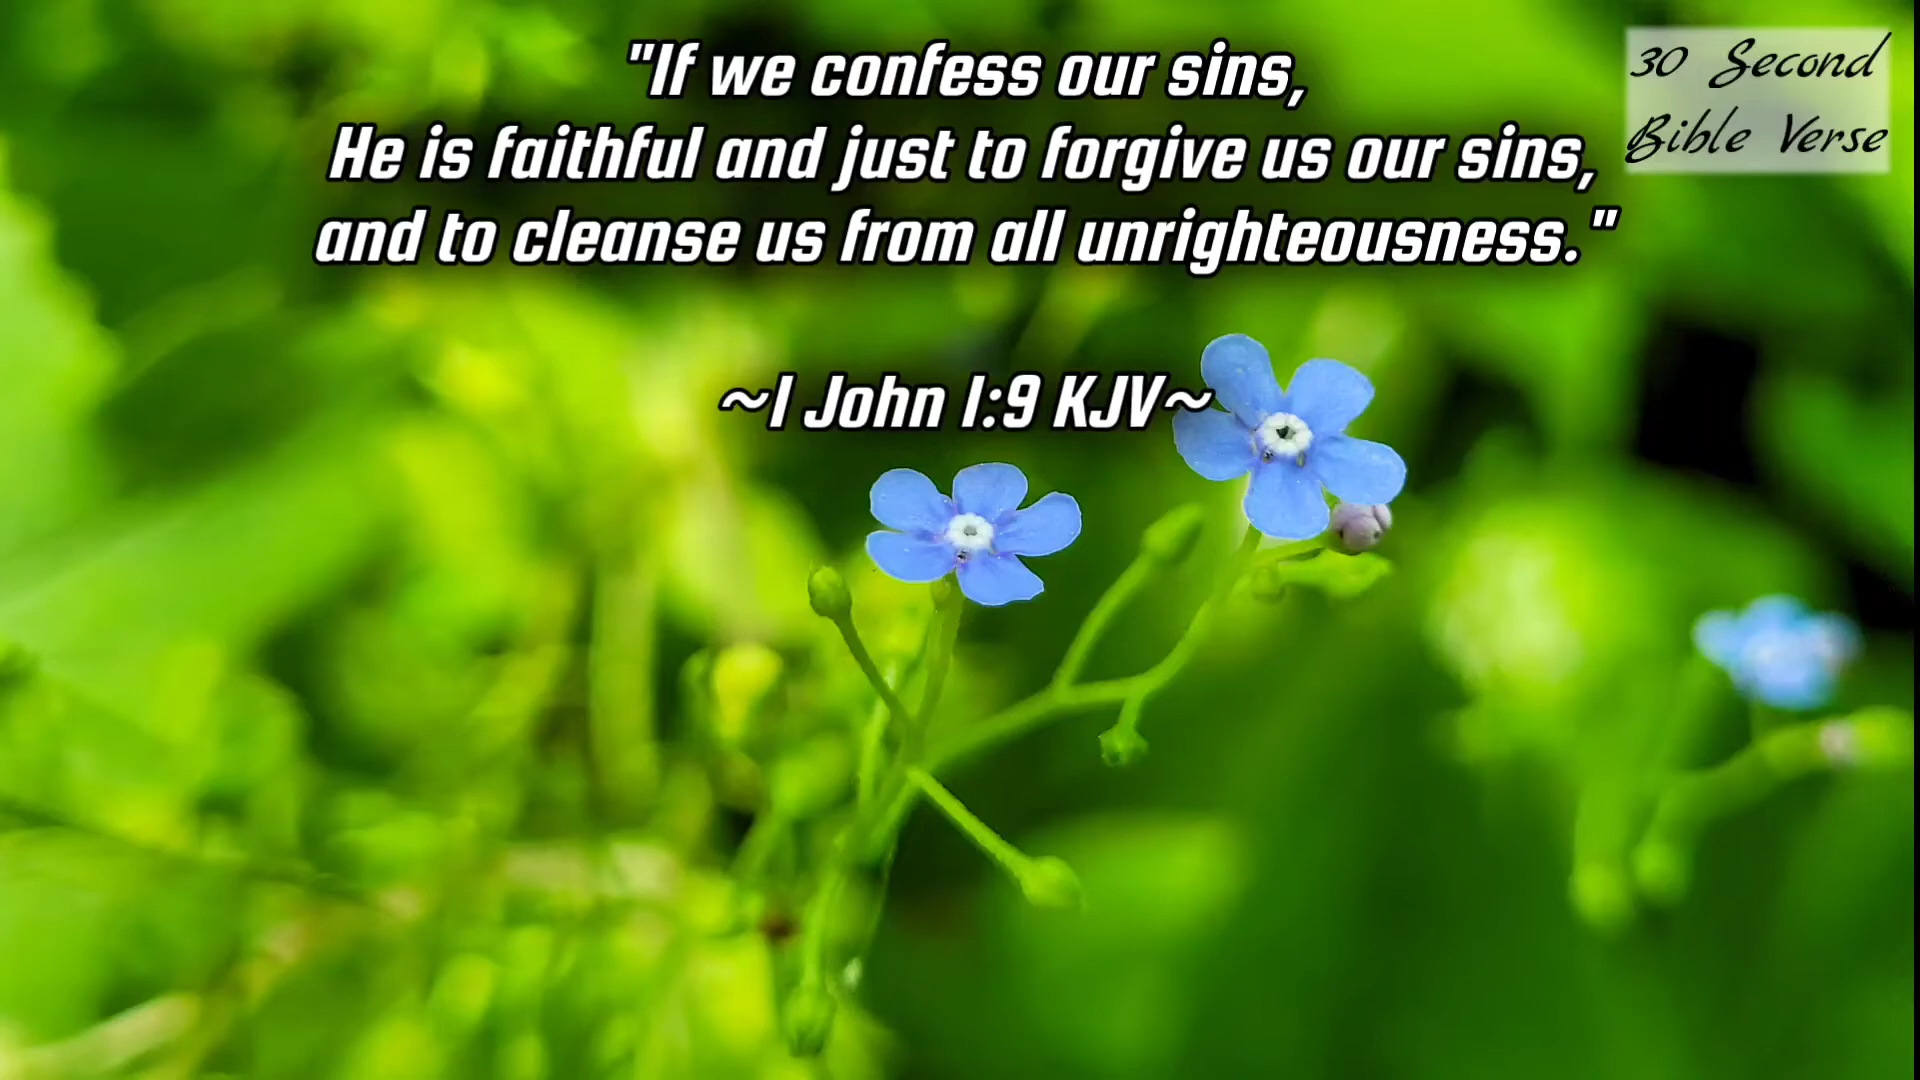 "If we confess our sins,
He is faithful and just to forgive us our sins,
and to cleanse us from all unrighteousness."
~I John I:9 KJV~
30 Second
Bible Verse